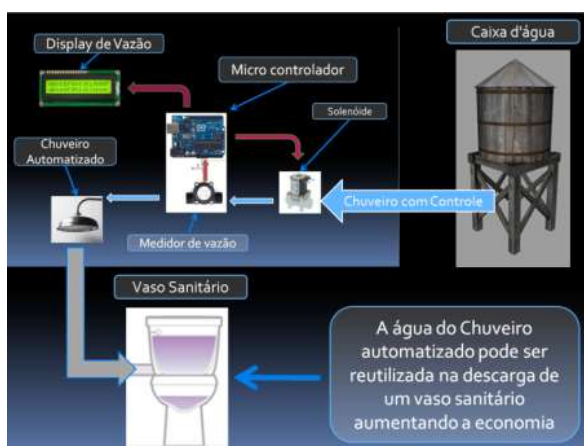 Display de Vazão
Caixa d'água
Micro controlador
Solenóide
Chuveiro
Automatizado
Chuveiro com Controle
Medidor de vazão
Vaso Sanitário
A água do Chuveiro
automatizado pode ser
reutilizada na descarga de
um vaso sanitário
aumentando a economia